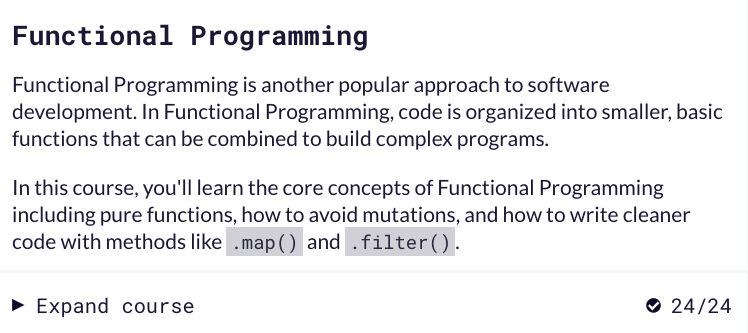 Functional Programming
Functional Programming is another popular approach to software
development. In Functional Programming, code is organized into smaller, basic
functions that can be combined to build complex programs.
In this course, you'll learn the core concepts of Functional Programming
including pure functions, how to avoid mutations, and how to write cleaner
code with methods like .map() and .filter().
Expand course
24/24